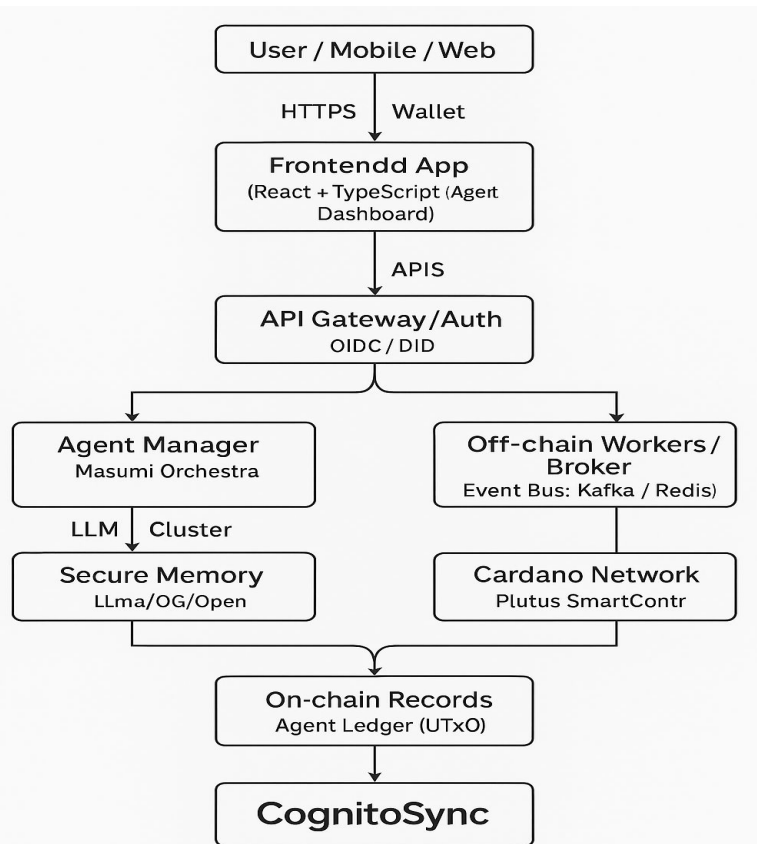 User / Mobile / Web
HTTPS Wallet
Frontendd App
(React + TypeScript (Agert
Dashboard)
APIS
API Gateway/Auth
OIDC / DID
Agent Manager
Masumi Orchestra
Off-chain Workers /
Broker
Event Bus: Kafka / Redis)
LLM Cluster
Secure Memory
LLma/OG/Open
Cardano Network
Plutus SmartContr
On-chain Records
Agent Ledger (UTxO)
CognitoSync